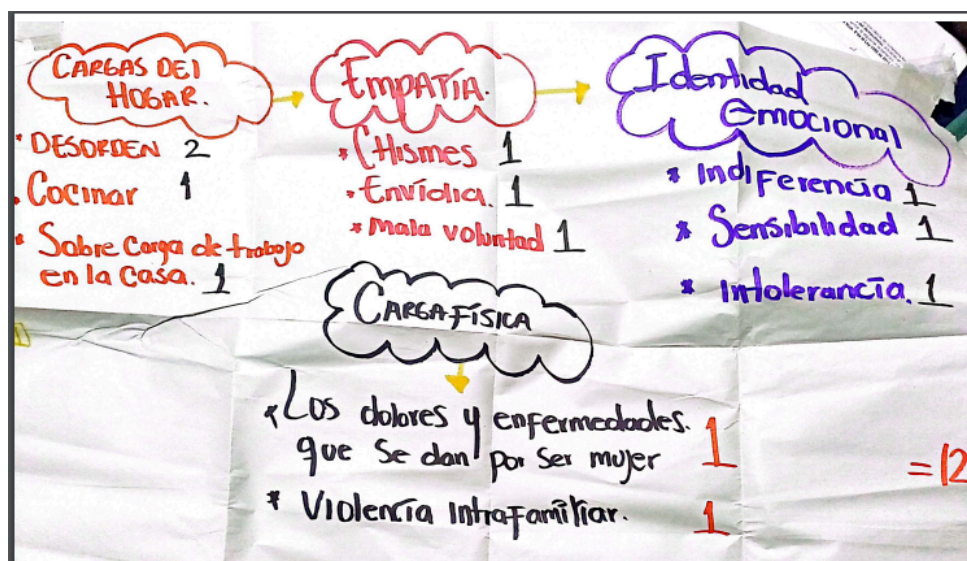 CARGAS DEl
HOGAR.
* DESORDEN 2
. Cocinar 1
* Sobre carga de trabajo
en la casa. 1
EMPATÍA.
* CHismes 1
* Envídia. 1
* mala voluntad 1
Identidad
Emocional
* IndiFerencia 1
* Sensibilidad 1
* Intolerancia. 1
CARGA FÍSICA
* Los dolores y enfermedades.
que se dan por ser mujer 1
* Violencia Intrafamiliar. 1
= 12